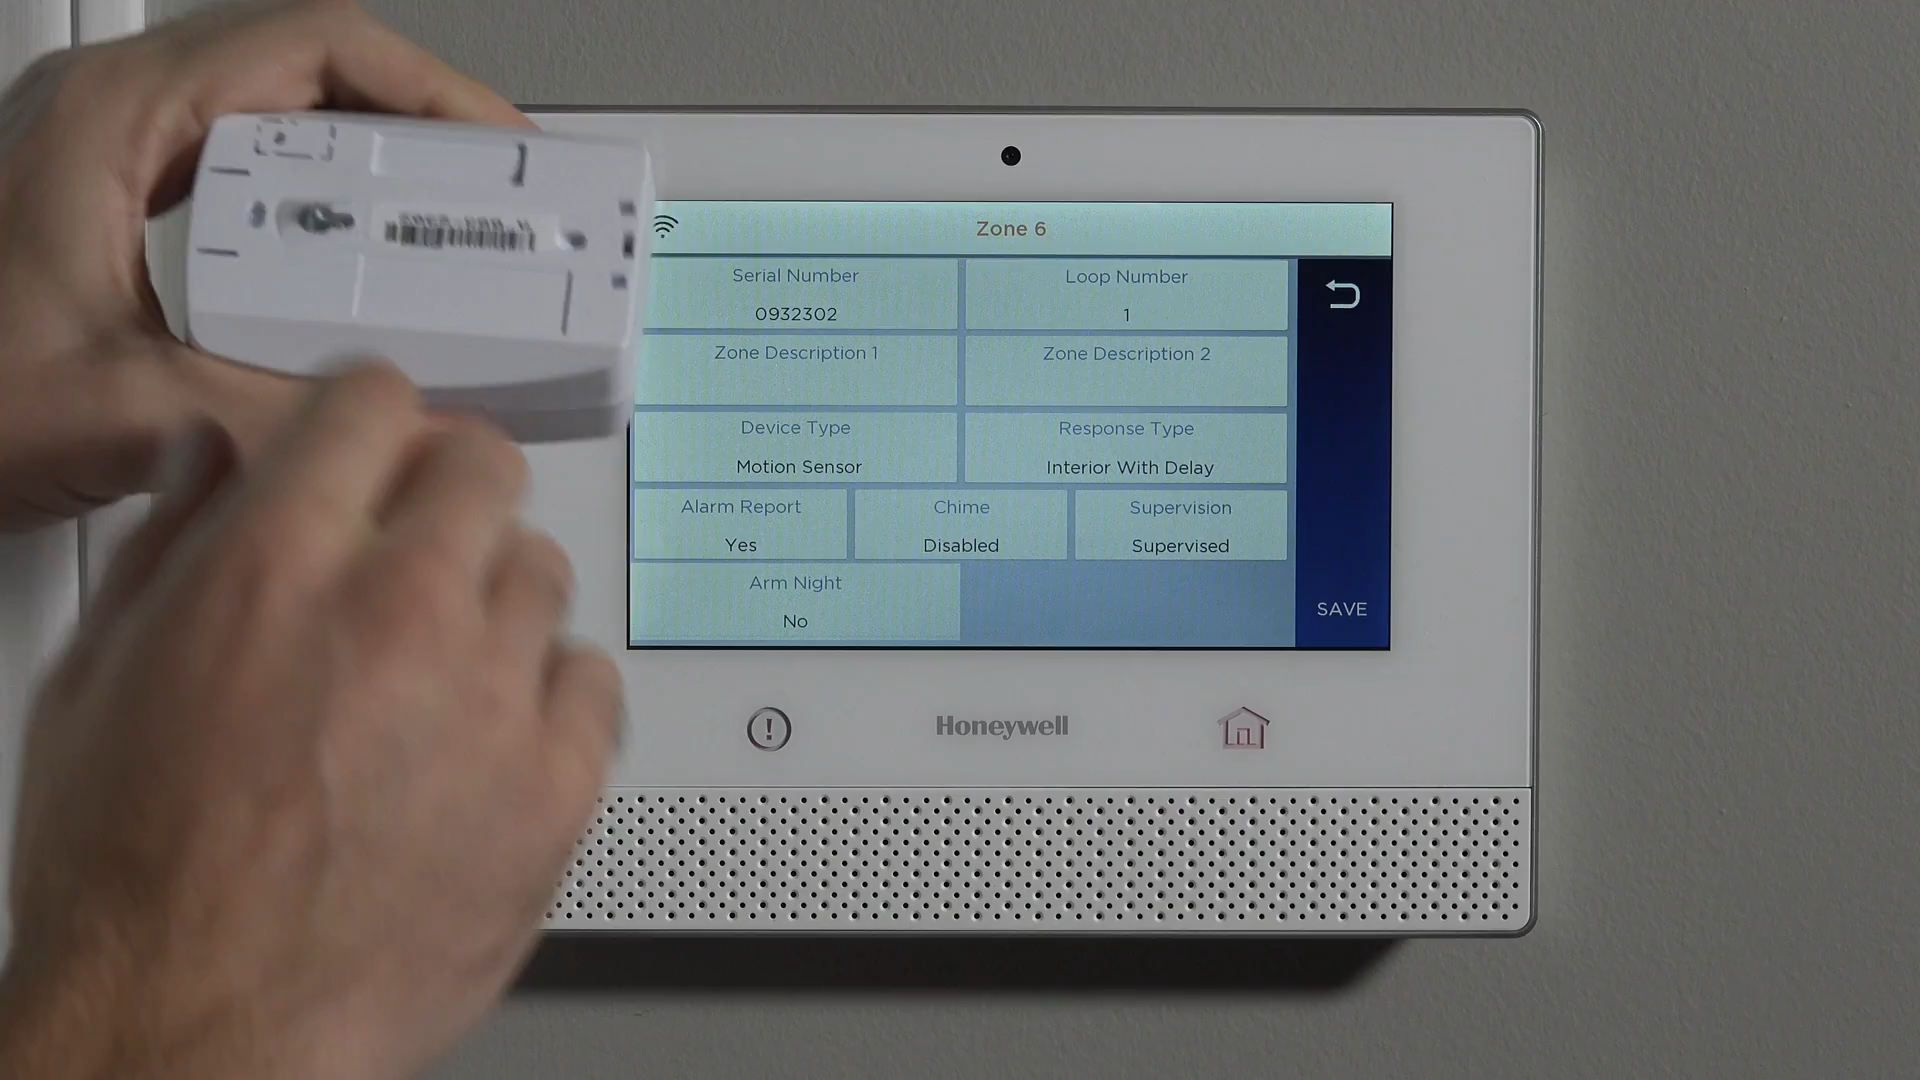 Zone 6
Serial Number
0932302
Loop Number
1
Zone Description 1
Zone Description 2
Device Type
Motion Sensor
Response Type
Interior With Delay
Alarm Report
Yes
Chime
Disabled
Supervision
Supervised
Arm Night
No
SAVE
Honeywell